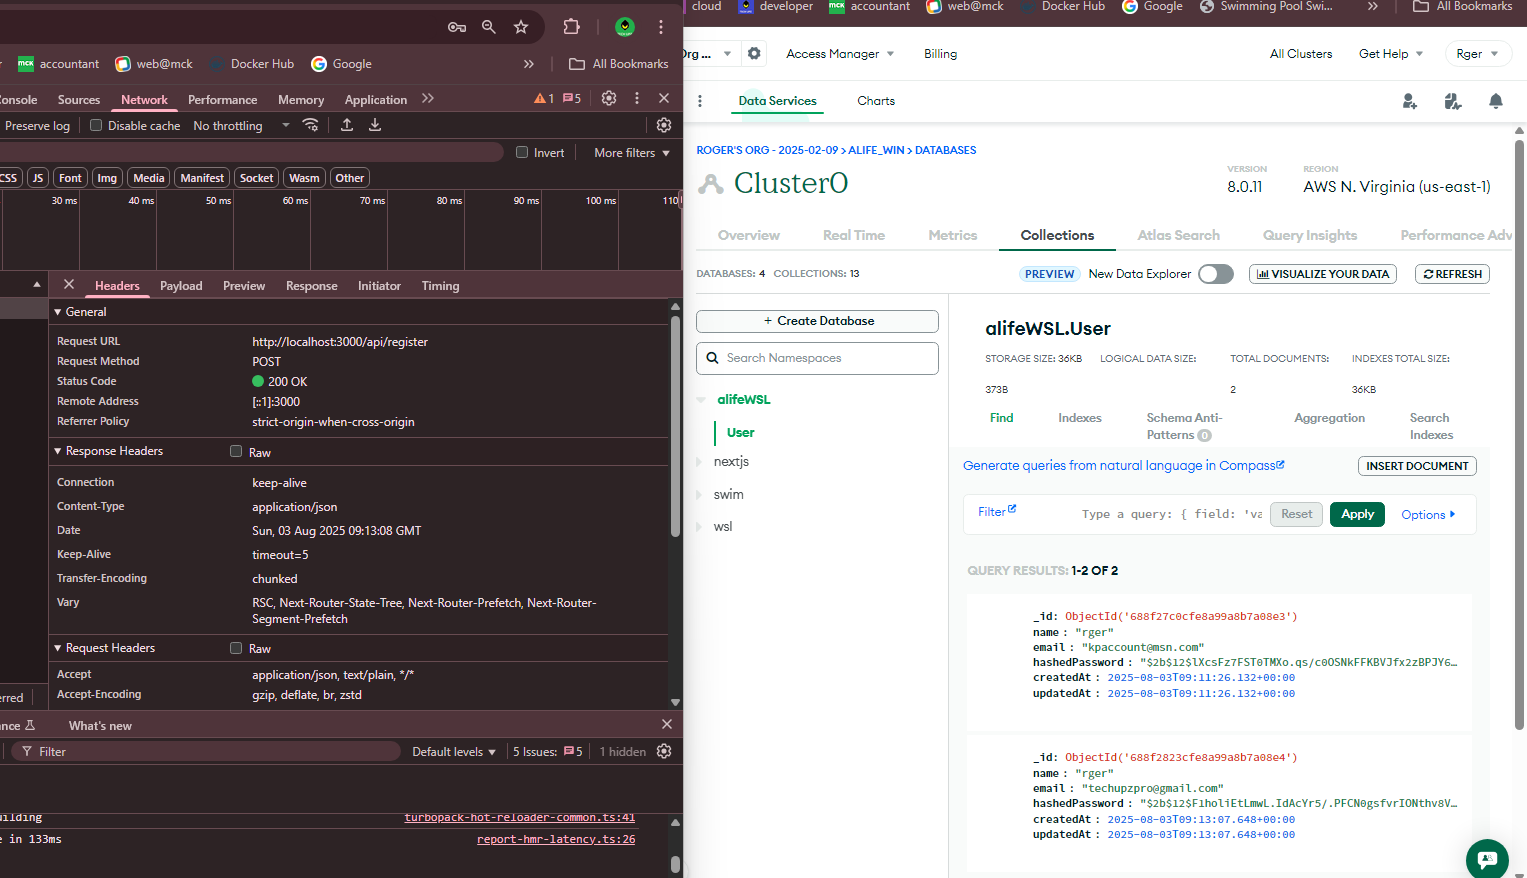 accountant
web@mck
Docker Hub
Google
All Bookmarks
Console
Sources
Network
Performance
Memory
Application
1
5
Preserve log
Disable cache
No throttling
Invert
More filters
CSS
JS
Font
Img
Media
Manifest
Socket
Wasm
Other
30 ms
40 ms
50 ms
60 ms
70 ms
80 ms
90 ms
100 ms
110
Headers
Payload
Preview
Response
Initiator
Timing
General
Request URL
http://localhost:3000/api/register
Request Method
POST
Status Code
200 OK
Remote Address
[::1]:3000
Referrer Policy
strict-origin-when-cross-origin
Response Headers
Raw
Connection
keep-alive
Content-Type
application/json
Date
Sun, 03 Aug 2025 09:13:08 GMT
Keep-Alive
timeout=5
Transfer-Encoding
chunked
Vary
RSC, Next-Router-State-Tree, Next-Router-Prefetch, Next-Router-
Segment-Prefetch
Request Headers
Raw
Accept
application/json, text/plain, */*
Accept-Encoding
gzip, deflate, br, zstd
erred
nce
What's new
Filter
Default levels
5 Issues:
5
1 hidden
uilding
turbopack-hot-reloader-common.ts:41
e in 133ms
report-hmr-latency.ts:26
cloud
developer
mck
accountant
web@mck
Docker Hub
Google
Swimming Pool Swi...
All Bookmarks
Org ...
Access Manager
Billing
All Clusters
Get Help
Rger
Data Services
Charts
ROGER'S ORG - 2025-02-09 > ALIFE_WIN > DATABASES
Cluster0
VERSION
8.0.11
REGION
AWS N. Virginia (us-east-1)
Overview
Real Time
Metrics
Collections
Atlas Search
Query Insights
Performance Adv
DATABASES: 4
COLLECTIONS: 13
PREVIEW
New Data Explorer
VISUALIZE YOUR DATA
REFRESH
+ Create Database
Search Namespaces
alifeWSL
User
nextjs
swim
wsl
alifeWSL.User
STORAGE SIZE: 36KB
LOGICAL DATA SIZE:
373B
TOTAL DOCUMENTS:
2
INDEXES TOTAL SIZE:
36KB
Find
Indexes
Schema Anti-
Patterns 0
Aggregation
Search
Indexes
Generate queries from natural language in Compass
INSERT DOCUMENT
Filter
Type a query: { field: 'va
Reset
Apply
Options
QUERY RESULTS: 1-2 OF 2
_id: ObjectId('688f27c0cfe8a99a8b7a08e3')
name : "rger"
email : "kpaccount@msn.com"
hashedPassword : "$2b$12$lXcsFz7FST0TMXo.qs/c0OSNkFFKBVJfx2zBPJY6…
createdAt : 2025-08-03T09:11:26.132+00:00
updatedAt : 2025-08-03T09:11:26.132+00:00
_id: ObjectId('688f2823cfe8a99a8b7a08e4')
name : "rger"
email : "techupzpro@gmail.com"
hashedPassword : "$2b$12$F1holiEtLmwL.IdAcYr5/.PFCN0gsfvrIONthv8V…
createdAt : 2025-08-03T09:13:07.648+00:00
updatedAt : 2025-08-03T09:13:07.648+00:00